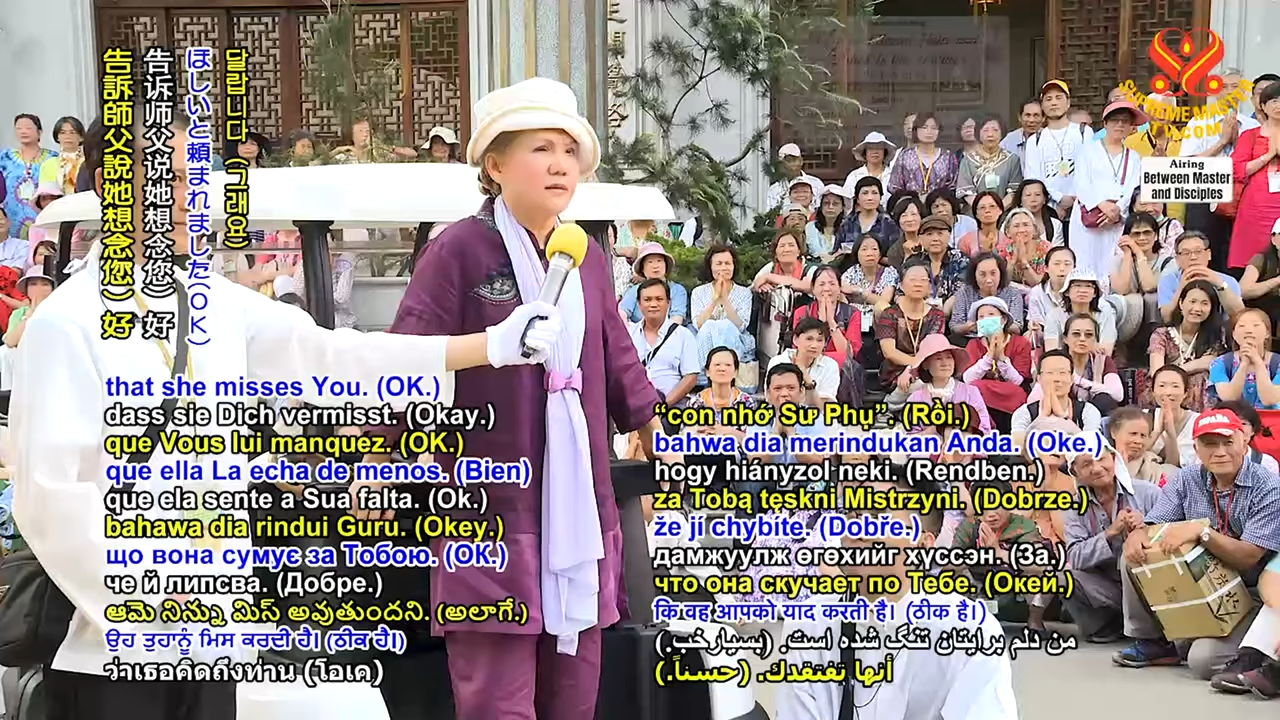 SUPREME MASTER
TV.COM
Airing
Between Master
and Disciples
달랍니다 (그래요)
ほしいと頼まれました(OK)
告诉师父说她想念您）好
告訴師父說她想念您）好
that she misses You. (OK.)
dass sie Dich vermisst. (Okay.)
que Vous lui manquez. (OK.)
que ella La echa de menos. (Bien)
que ela sente a Sua falta. (Ok.)
bahawa dia rindui Guru. (Okey.)
що вона сумує за Тобою. (ОК.)
че й липсва. (Добре.)
ఆమె నిన్ను మిస్ అవుతుందని. (అలాగే.)
ਉਹ ਤੁਹਾਨੂੰ ਮਿਸ ਕਰਦੀ ਹੈ। (ਠੀਕ ਹੈ।)
ว่าเธอคิดถึงท่าน (โอเค)
“con nhớ Sư Phụ”. (Rồi.)
bahwa dia merindukan Anda. (Oke.)
hogy hiányzol neki. (Rendben.)
za Tobą tęskni Mistrzyni. (Dobrze.)
že jí chybíte. (Dobře.)
дамжуулж өгөхийг хүссэн. (За.)
что она скучает по Тебе. (Окей.)
कि वह आपको याद करती है। (ठीक है।)
من دلم برایتان تنگ شده است. (بسیار خب.)
أنها تفتقدك. (حسناً.)